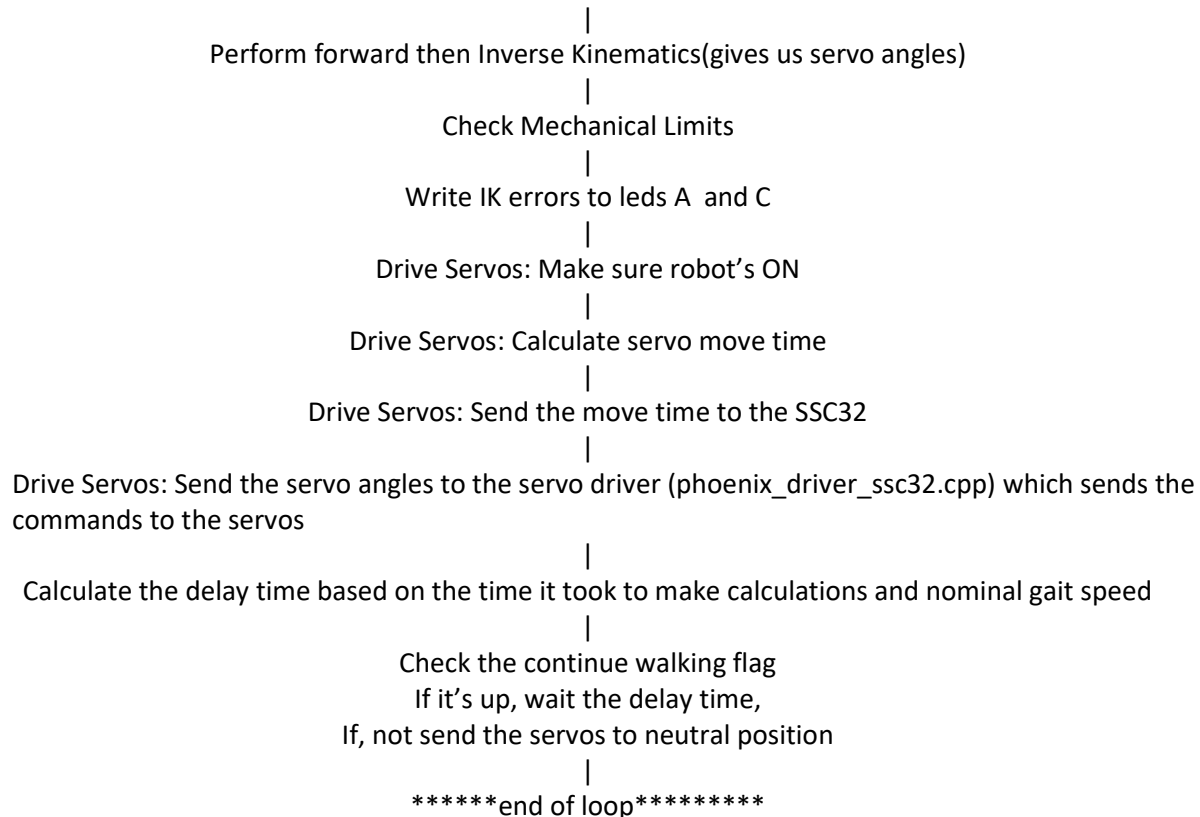 |
Perform forward then Inverse Kinematics(gives us servo angles)
|
Check Mechanical Limits
|
Write IK errors to leds A  and C
|
Drive Servos: Make sure robot’s ON
|
Drive Servos: Calculate servo move time
|
Drive Servos: Send the move time to the SSC32
|
Drive Servos: Send the servo angles to the servo driver (phoenix_driver_ssc32.cpp) which sends the
commands to the servos
|
Calculate the delay time based on the time it took to make calculations and nominal gait speed
|
Check the continue walking flag
If it’s up, wait the delay time,
If, not send the servos to neutral position
|
******end of loop*********